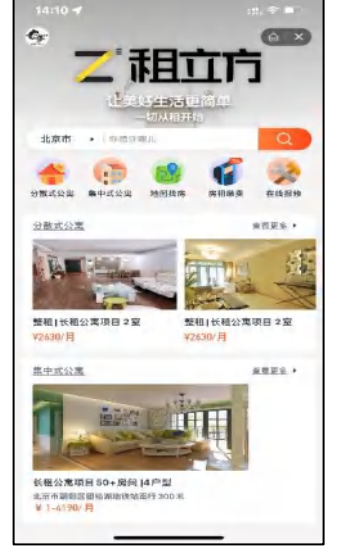 14:10
租立方
让美好生活更简单
一切从租开始
北京市
你想住哪儿
分散式公寓 集中式公寓 地图找房 房租缴费 在线报修
分散式公寓 查看更多
整租|长租公寓项目 2室 整租|长租公寓项目 2室
¥2630/月 ¥2630/月
集中式公寓 查看更多
长租公寓项目 50+房间 |4户型
¥ 1-4190/月